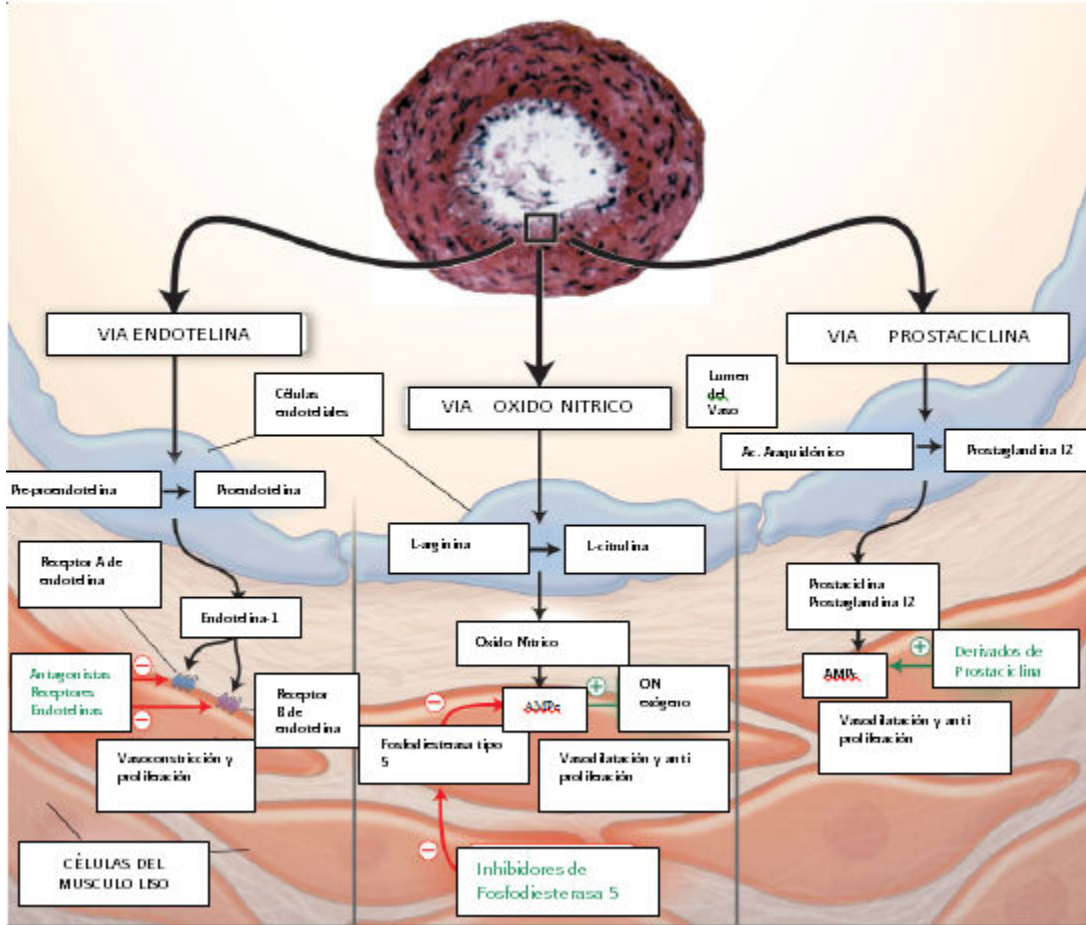 VIA ENDOTELINA
VIA OXIDO NITRICO
VIA PROSTACICLINA
Células
endoteliales
Lumen
del
Vaso
Pre-proendotelina
Proendotelina
L-arginina
L-citrulina
Ac. Araquidónico
Prostaglandina I2
Receptor A de
endotelina
Endotelina-1
Oxido Nitrico
Prostaciclina
Prostaglandina I2
Antagonistas
Receptores
Endotelinas
Receptor
B de
endotelina
Vasoconstricción y
proliferación
Fosfodiesterasa tipo
5
AMPc
ON
exógeno
Vasodilatación y anti
proliferación
AMPc
Derivados de
Prostaciclina
Vasodilatación y anti
proliferación
CÉLULAS DEL
MUSCULO LISO
Inhibidores de
Fosfodiesterasa 5